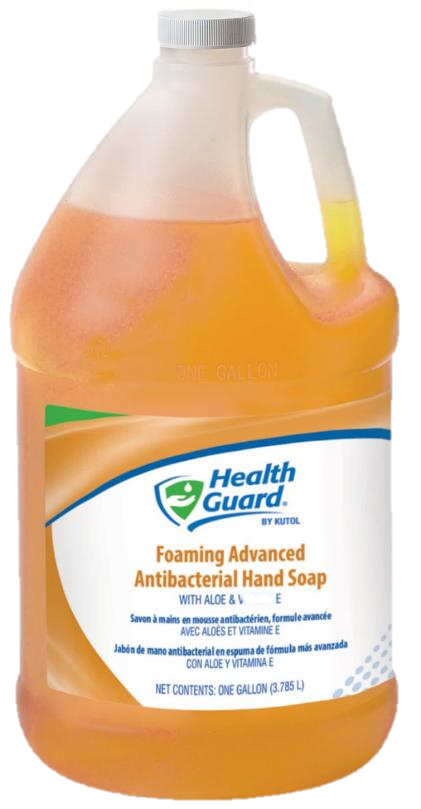 ONE GALLON
Health
Guard®
BY KUTOL
Foaming Advanced
Antibacterial Hand Soap
WITH ALOE & V E
Savon à mains en mousse antibactérien, formule avancée
AVEC ALOÈS ET VITAMINE E
Jabón de mano antibacterial en espuma de fórmula más avanzada
CON ALOE Y VITAMINA E
NET CONTENTS: ONE GALLON (3.785 L)